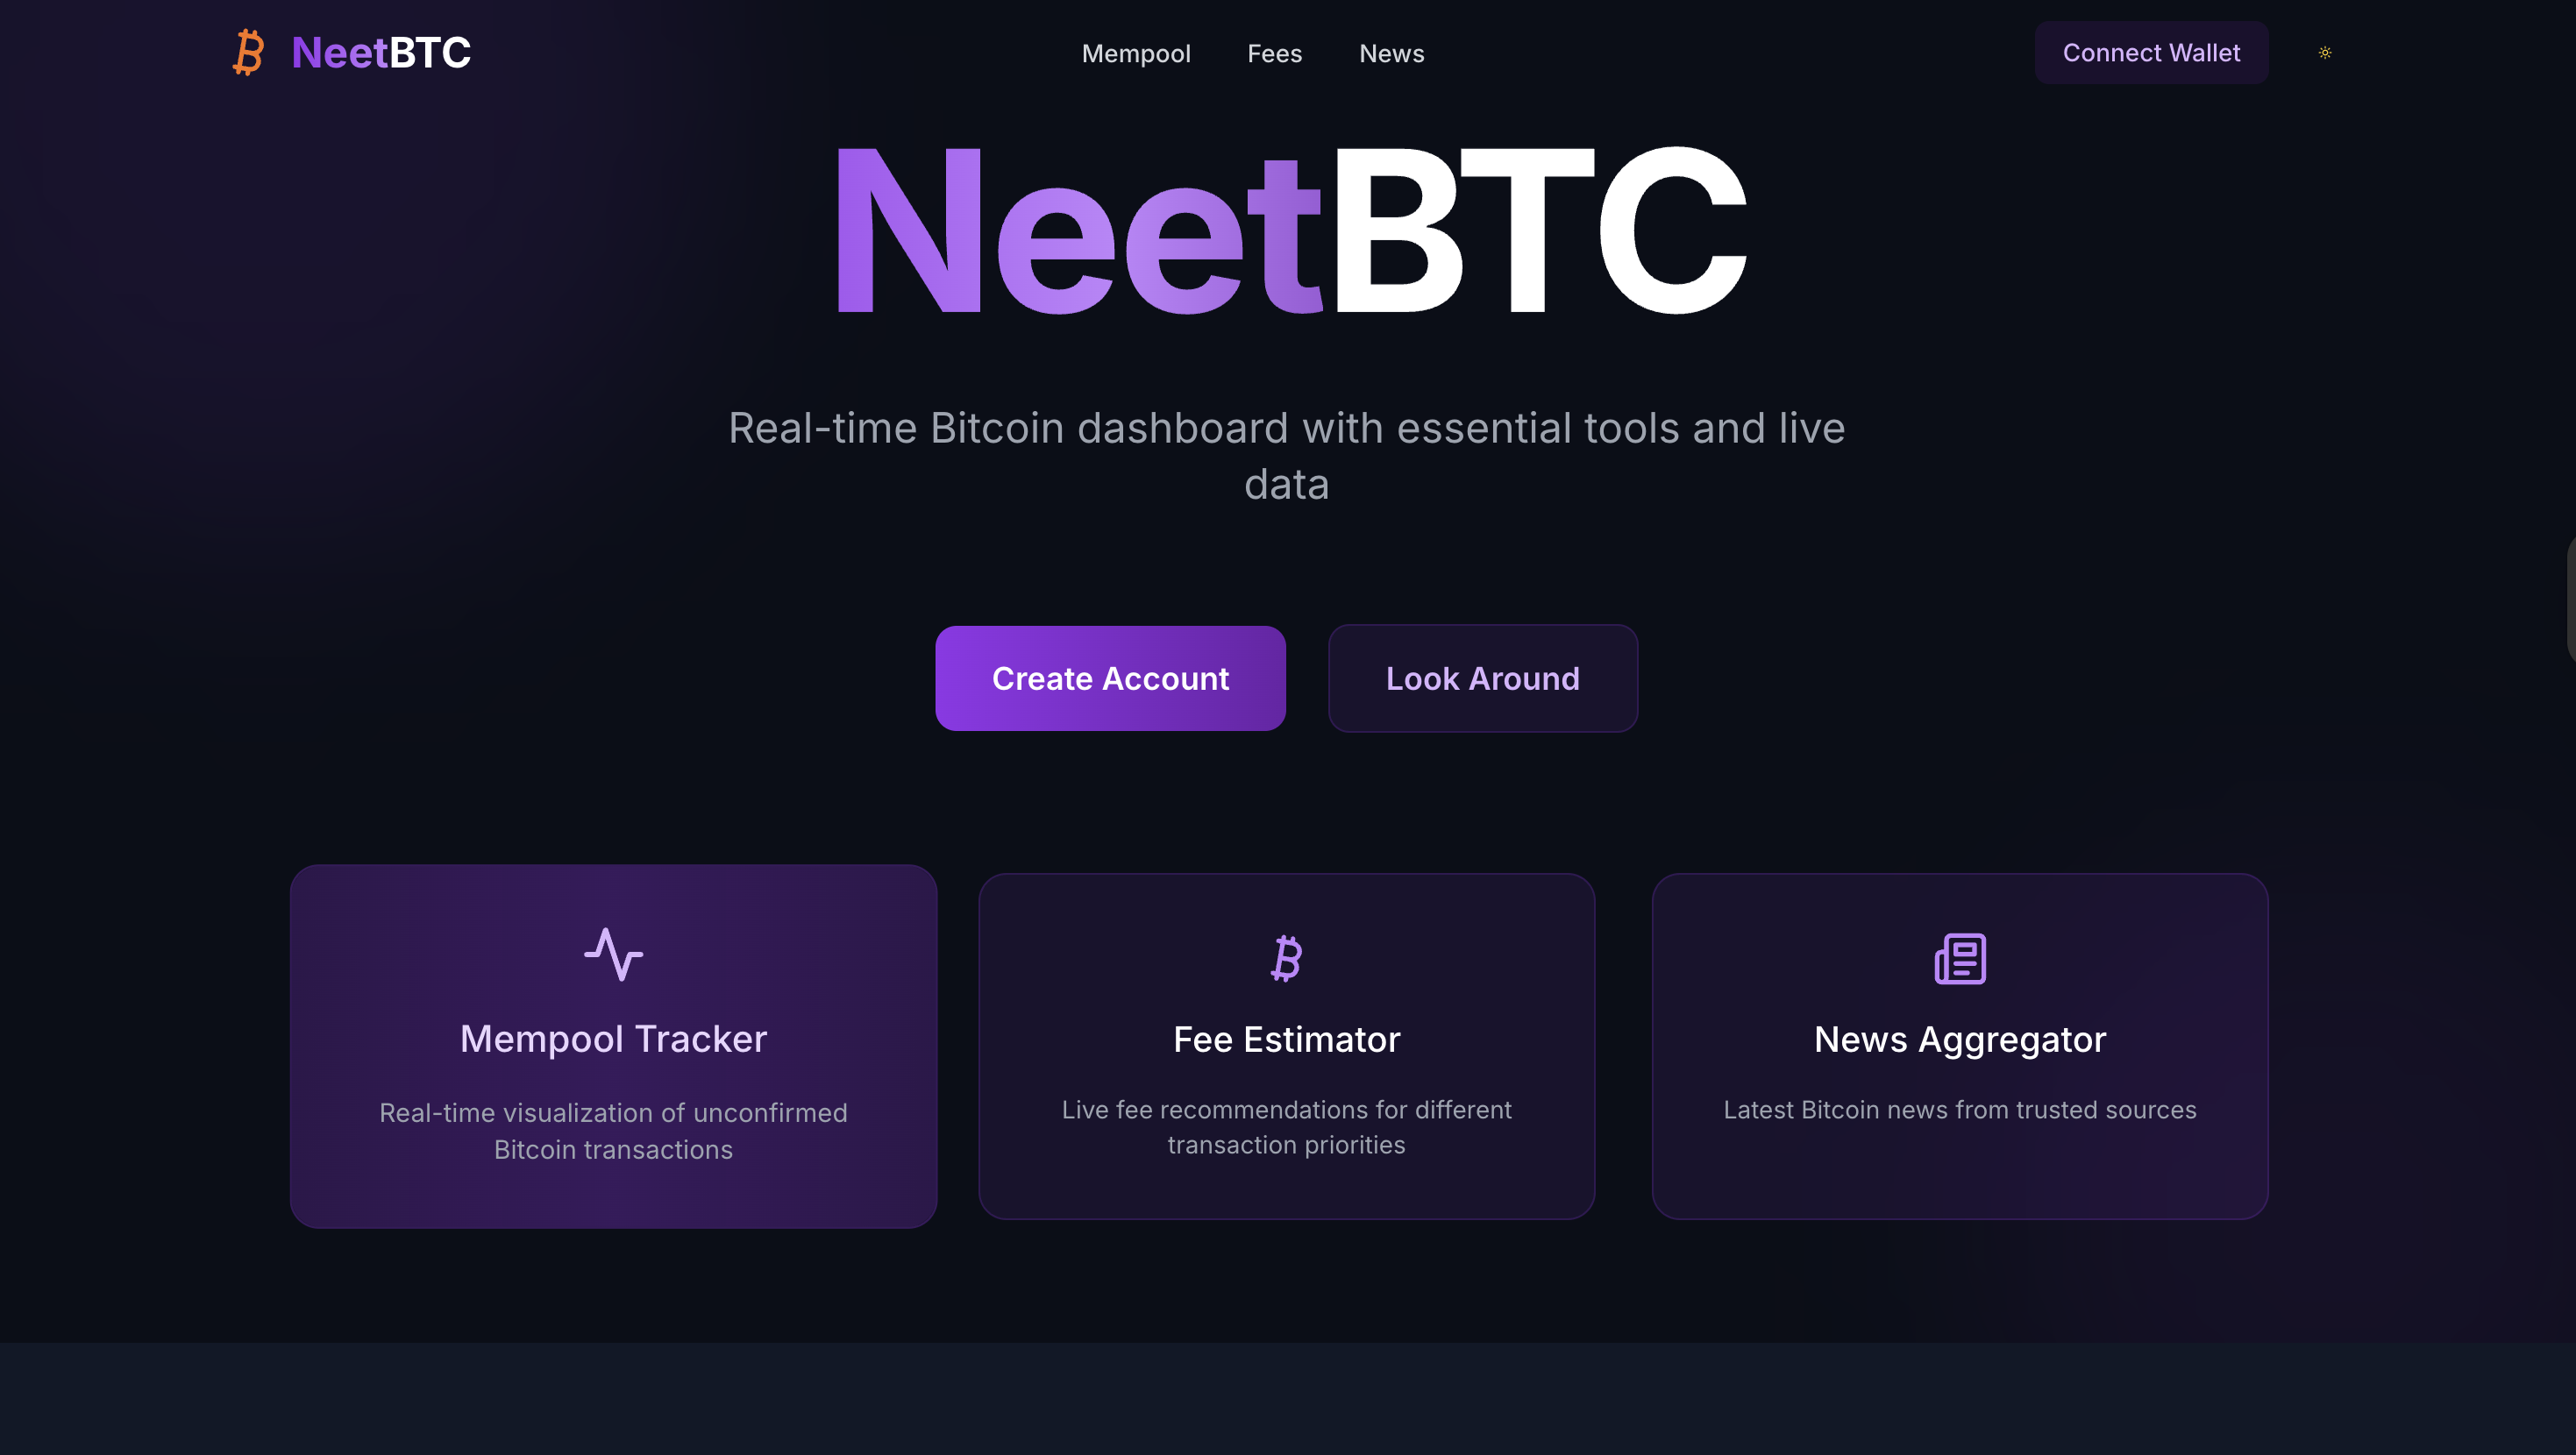 NeetBTC
Mempool
Fees
News
Connect Wallet
NeetBTC
Real-time Bitcoin dashboard with essential tools and live
data
Create Account
Look Around
Mempool Tracker
Real-time visualization of unconfirmed
Bitcoin transactions
Fee Estimator
Live fee recommendations for different
transaction priorities
News Aggregator
Latest Bitcoin news from trusted sources